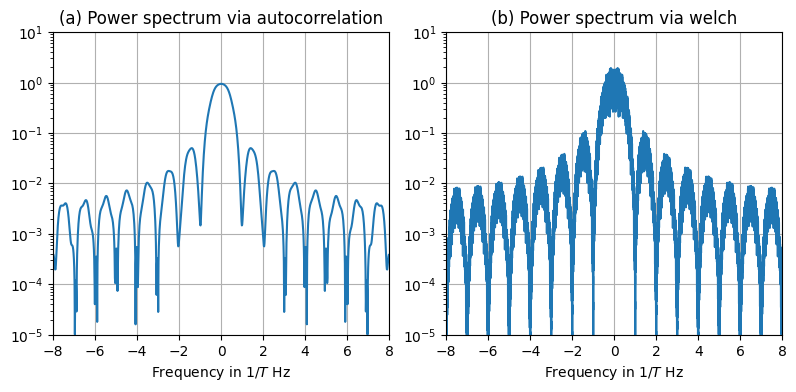 (a) Power spectrum via autocorrelation
10¹
10⁰
10⁻¹
10⁻²
10⁻³
10⁻⁴
10⁻⁵
−8 −6 −4 −2 0 2 4 6 8
Frequency in 1/T Hz
(b) Power spectrum via welch
10¹
10⁰
10⁻¹
10⁻²
10⁻³
10⁻⁴
10⁻⁵
−8 −6 −4 −2 0 2 4 6 8
Frequency in 1/T Hz